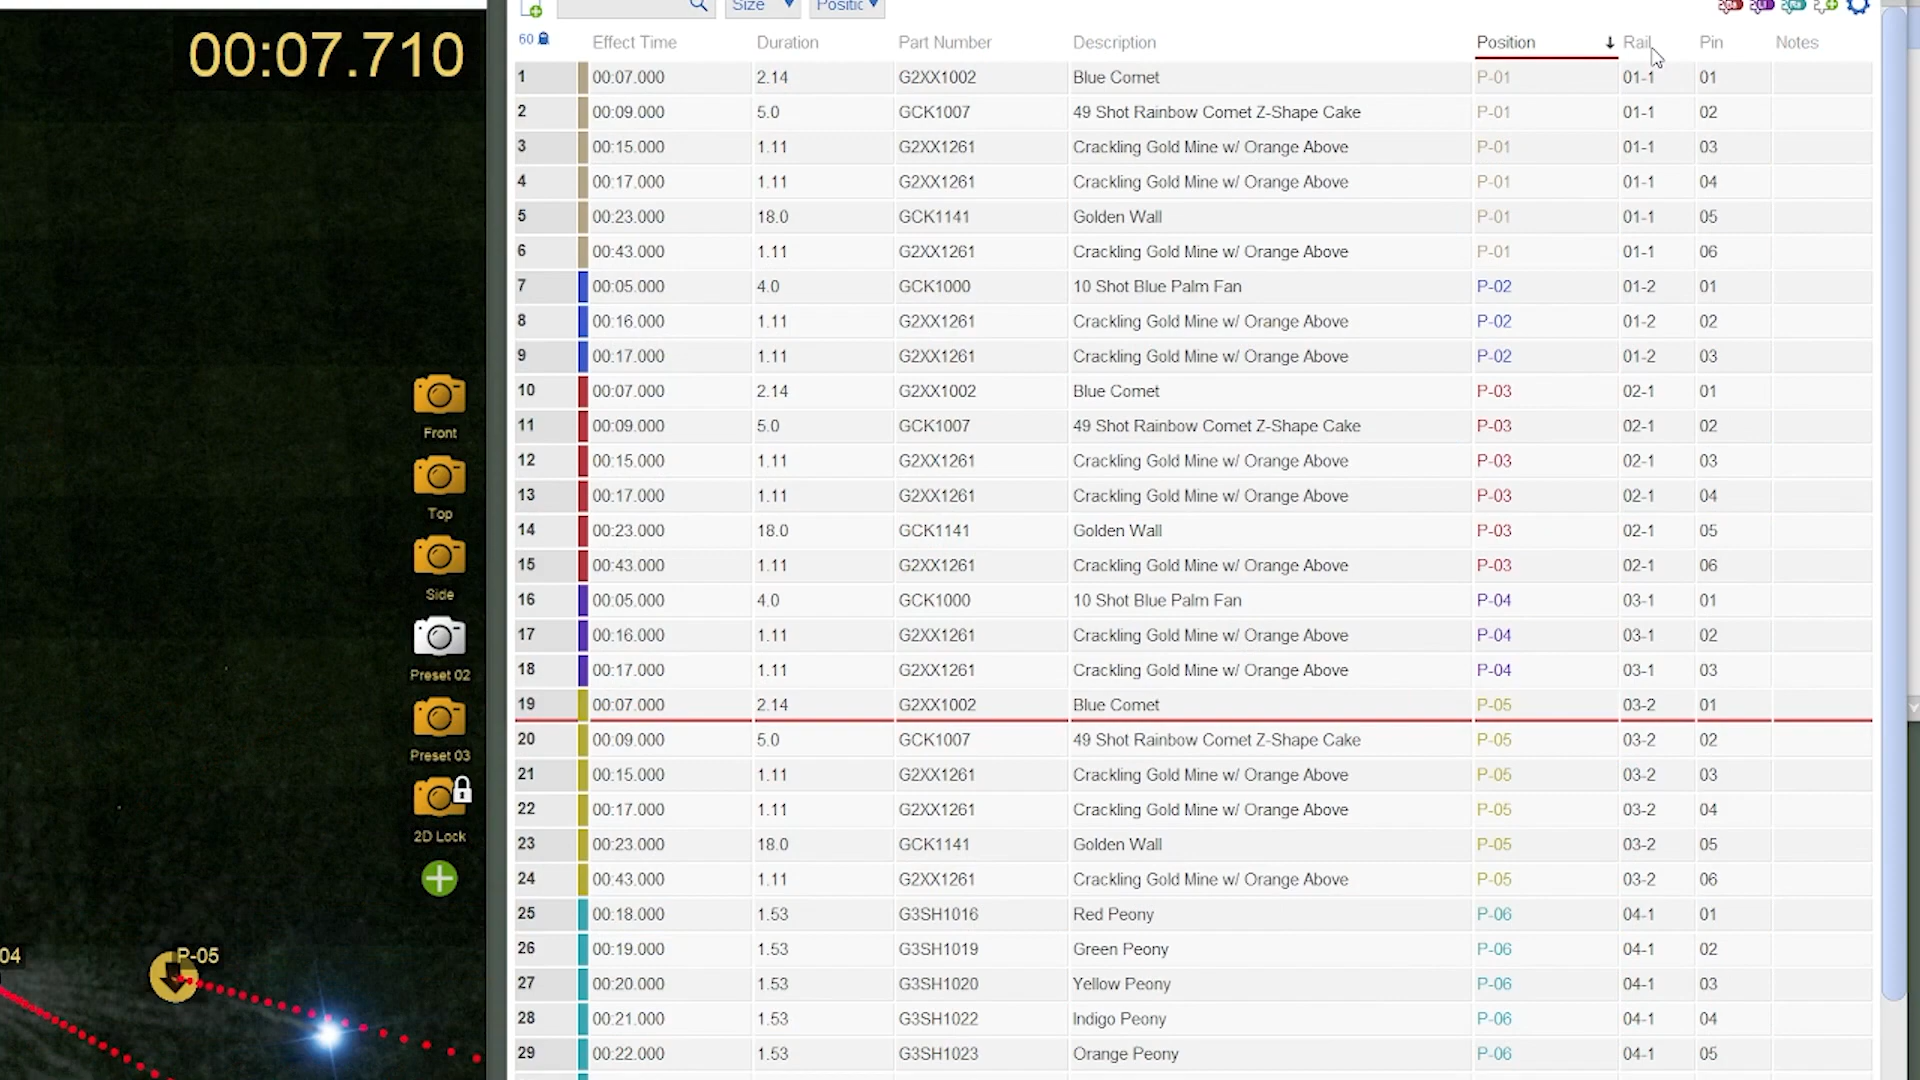 Size Positic
00:07.710
60 Effect Time Duration Part Number Description Position Rail Pin Notes
1 00:07.000 2.14 G2XX1002 Blue Comet P-01 01-1 01
2 00:09.000 5.0 GCK1007 49 Shot Rainbow Comet Z-Shape Cake P-01 01-1 02
3 00:15.000 1.11 G2XX1261 Crackling Gold Mine w/ Orange Above P-01 01-1 03
4 00:17.000 1.11 G2XX1261 Crackling Gold Mine w/ Orange Above P-01 01-1 04
5 00:23.000 18.0 GCK1141 Golden Wall P-01 01-1 05
6 00:43.000 1.11 G2XX1261 Crackling Gold Mine w/ Orange Above P-01 01-1 06
7 00:05.000 4.0 GCK1000 10 Shot Blue Palm Fan P-02 01-2 01
8 00:16.000 1.11 G2XX1261 Crackling Gold Mine w/ Orange Above P-02 01-2 02
9 00:17.000 1.11 G2XX1261 Crackling Gold Mine w/ Orange Above P-02 01-2 03
10 00:07.000 2.14 G2XX1002 Blue Comet P-03 02-1 01
11 00:09.000 5.0 GCK1007 49 Shot Rainbow Comet Z-Shape Cake P-03 02-1 02
12 00:15.000 1.11 G2XX1261 Crackling Gold Mine w/ Orange Above P-03 02-1 03
13 00:17.000 1.11 G2XX1261 Crackling Gold Mine w/ Orange Above P-03 02-1 04
14 00:23.000 18.0 GCK1141 Golden Wall P-03 02-1 05
15 00:43.000 1.11 G2XX1261 Crackling Gold Mine w/ Orange Above P-03 02-1 06
16 00:05.000 4.0 GCK1000 10 Shot Blue Palm Fan P-04 03-1 01
17 00:16.000 1.11 G2XX1261 Crackling Gold Mine w/ Orange Above P-04 03-1 02
18 00:17.000 1.11 G2XX1261 Crackling Gold Mine w/ Orange Above P-04 03-1 03
19 00:07.000 2.14 G2XX1002 Blue Comet P-05 03-2 01
20 00:09.000 5.0 GCK1007 49 Shot Rainbow Comet Z-Shape Cake P-05 03-2 02
21 00:15.000 1.11 G2XX1261 Crackling Gold Mine w/ Orange Above P-05 03-2 03
22 00:17.000 1.11 G2XX1261 Crackling Gold Mine w/ Orange Above P-05 03-2 04
23 00:23.000 18.0 GCK1141 Golden Wall P-05 03-2 05
24 00:43.000 1.11 G2XX1261 Crackling Gold Mine w/ Orange Above P-05 03-2 06
25 00:18.000 1.53 G3SH1016 Red Peony P-06 04-1 01
26 00:19.000 1.53 G3SH1019 Green Peony P-06 04-1 02
27 00:20.000 1.53 G3SH1020 Yellow Peony P-06 04-1 03
28 00:21.000 1.53 G3SH1022 Indigo Peony P-06 04-1 04
29 00:22.000 1.53 G3SH1023 Orange Peony P-06 04-1 05
Front
Top
Side
Preset 02
Preset 03
2D Lock
04 P-05